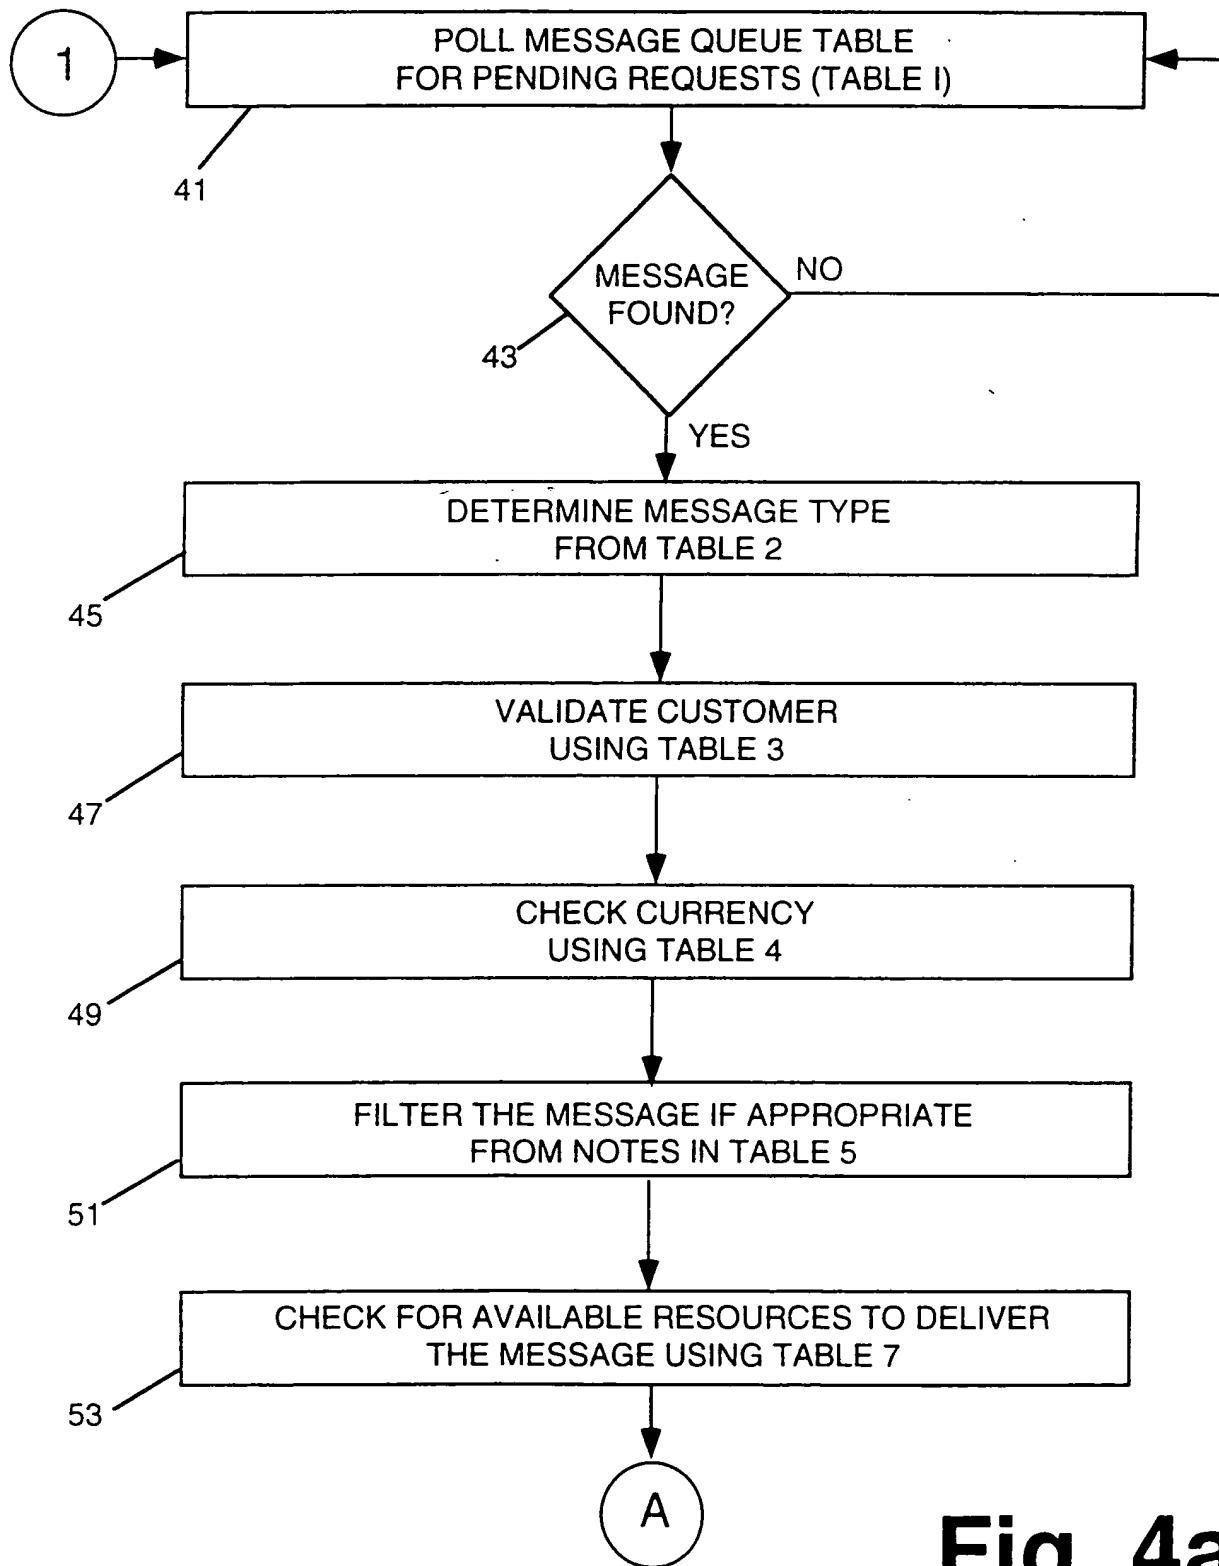 1
POLL MESSAGE QUEUE TABLE
FOR PENDING REQUESTS (TABLE I)
41
MESSAGE
FOUND?
NO
43
YES
DETERMINE MESSAGE TYPE
FROM TABLE 2
45
VALIDATE CUSTOMER
USING TABLE 3
47
CHECK CURRENCY
USING TABLE 4
49
FILTER THE MESSAGE IF APPROPRIATE
FROM NOTES IN TABLE 5
51
CHECK FOR AVAILABLE RESOURCES TO DELIVER
THE MESSAGE USING TABLE 7
53
A
Fig. 4a